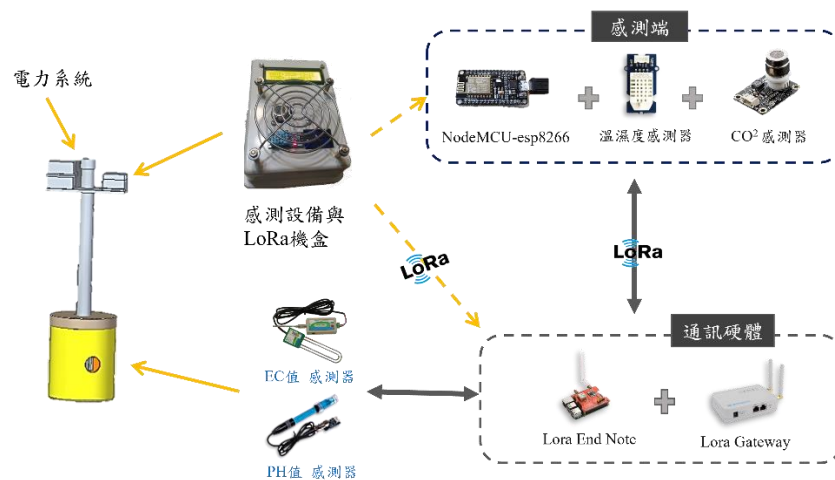 電力系統
感測設備與
LoRa機盒
感測端
NodeMCU-esp8266
溫濕度感測器
CO² 感測器
LoRa
LoRa
EC值 感測器
PH值 感測器
通訊硬體
Lora End Note
Lora Gateway